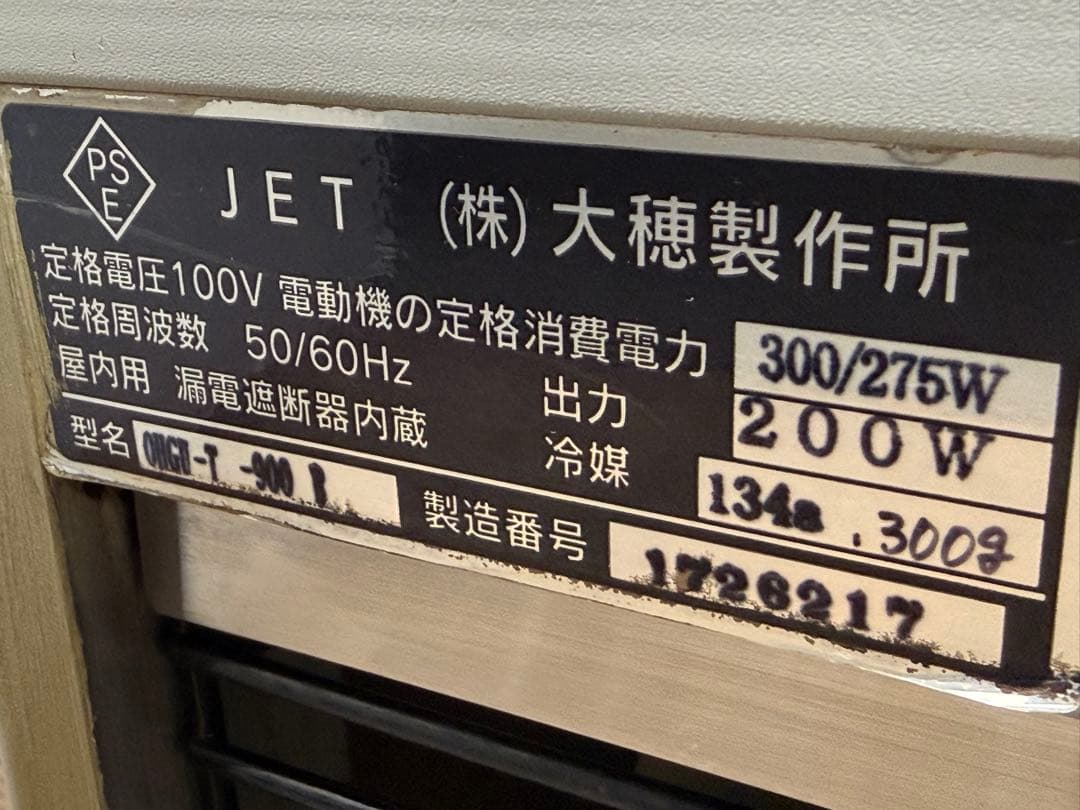 PSE JET (株)大穂製作所
定格電圧100V 電動機の定格消費電力 300/275W
定格周波数 50/60Hz 出力 200W
屋内用 漏電遮断器内蔵 冷媒 134a .300g
型名 OHGU-T -900
製造番号 1726217